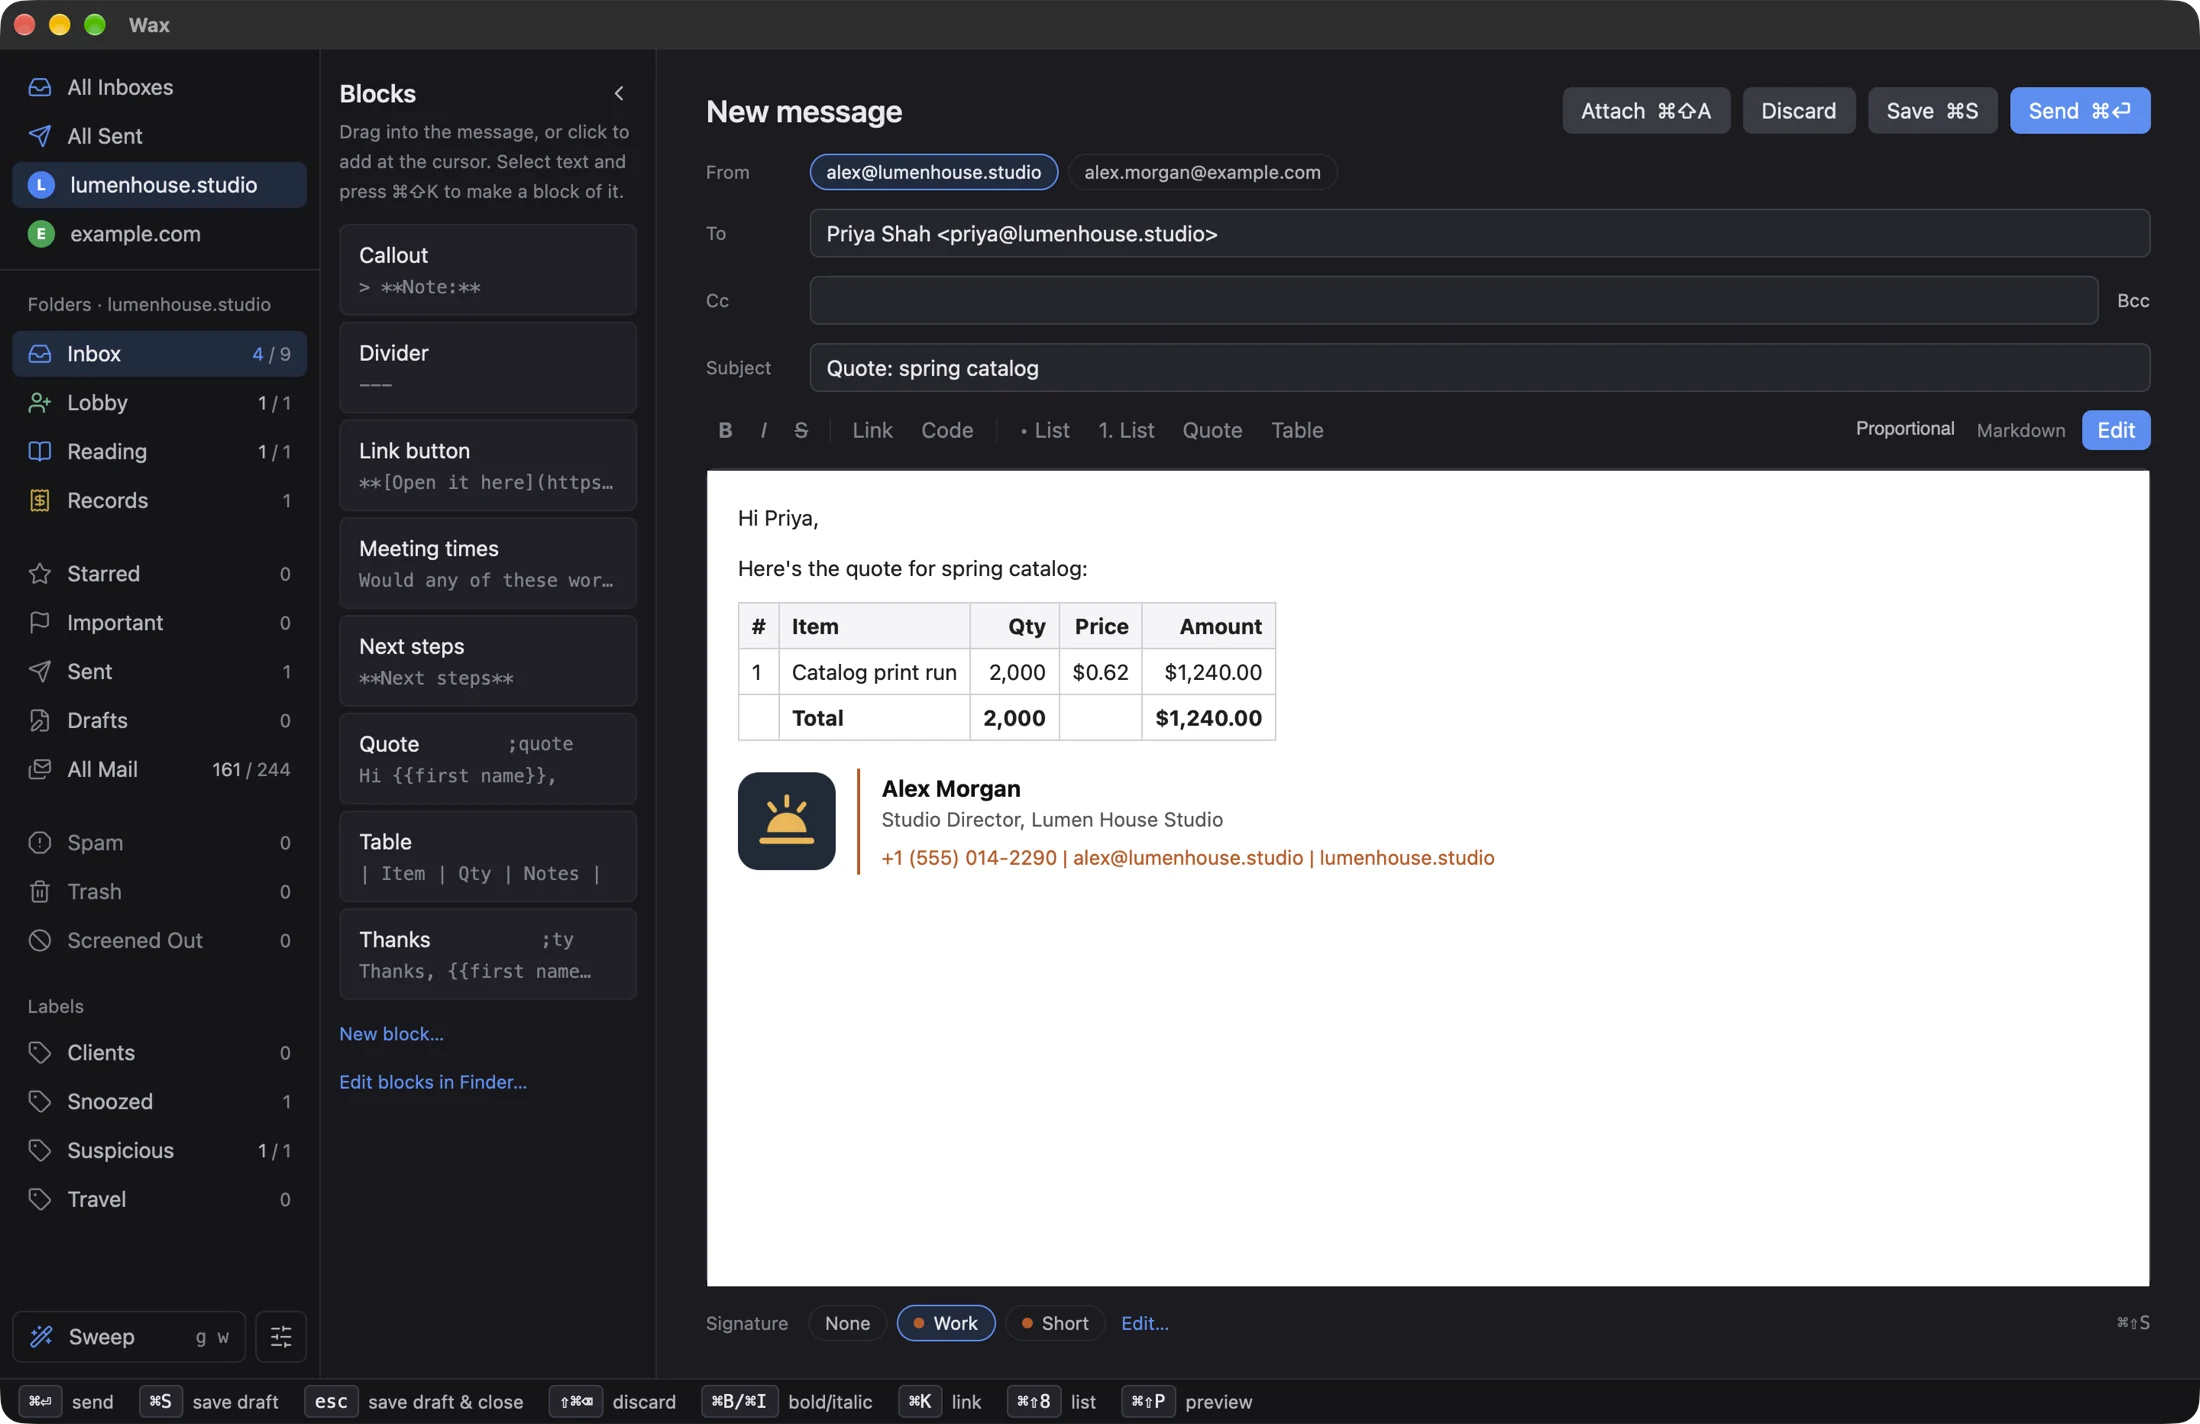 Wax
All Inboxes
All Sent
L lumenhouse.studio
E example.com
Folders · lumenhouse.studio
Inbox 4 / 9
Lobby 1 / 1
Reading 1 / 1
Records 1
Starred 0
Important 0
Sent 1
Drafts 0
All Mail 161 / 244
Spam 0
Trash 0
Screened Out 0
Labels
Clients 0
Snoozed 1
Suspicious 1 / 1
Travel 0
Sweep g w
Blocks
Drag into the message, or click to
add at the cursor. Select text and
press ⌘⇧K to make a block of it.
Callout
> **Note:**
Divider
---
Link button
**[Open it here](https…
Meeting times
Would any of these wor…
Next steps
**Next steps**
Quote ;quote
Hi {{first name}},
Table
| Item | Qty | Notes |
Thanks ;ty
Thanks, {{first name…
New block…
Edit blocks in Finder…
New message
Attach ⌘⇧A Discard Save ⌘S Send ⌘⏎
From alex@lumenhouse.studio alex.morgan@example.com
To Priya Shah <priya@lumenhouse.studio>
Cc Bcc
Subject Quote: spring catalog
B I S Link Code • List 1. List Quote Table Proportional Markdown Edit
Hi Priya,
Here's the quote for spring catalog:
# Item Qty Price Amount
1 Catalog print run 2,000 $0.62 $1,240.00
Total 2,000 $1,240.00
Alex Morgan
Studio Director, Lumen House Studio
+1 (555) 014-2290 | alex@lumenhouse.studio | lumenhouse.studio
Signature None Work Short Edit… ⌘⇧S
⌘⏎ send ⌘S save draft esc save draft & close ⇧⌘⌫ discard ⌘B/⌘I bold/italic ⌘K link ⌘⇧8 list ⌘⇧P preview